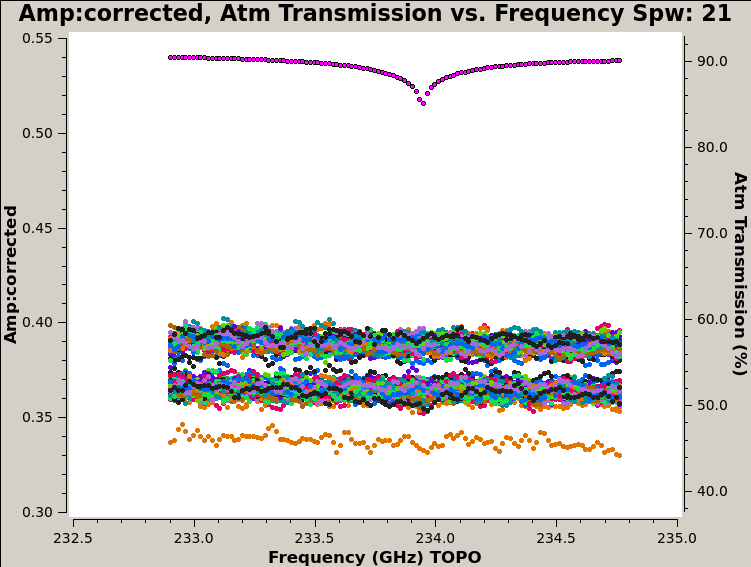 Amp:corrected, Atm Transmission vs. Frequency Spw: 21
0.55
0.50
0.45
0.40
0.35
0.30
Amp:corrected
90.0
80.0
70.0
60.0
50.0
40.0
Atm Transmission (%)
232.5 233.0 233.5 234.0 234.5 235.0
Frequency (GHz) TOPO